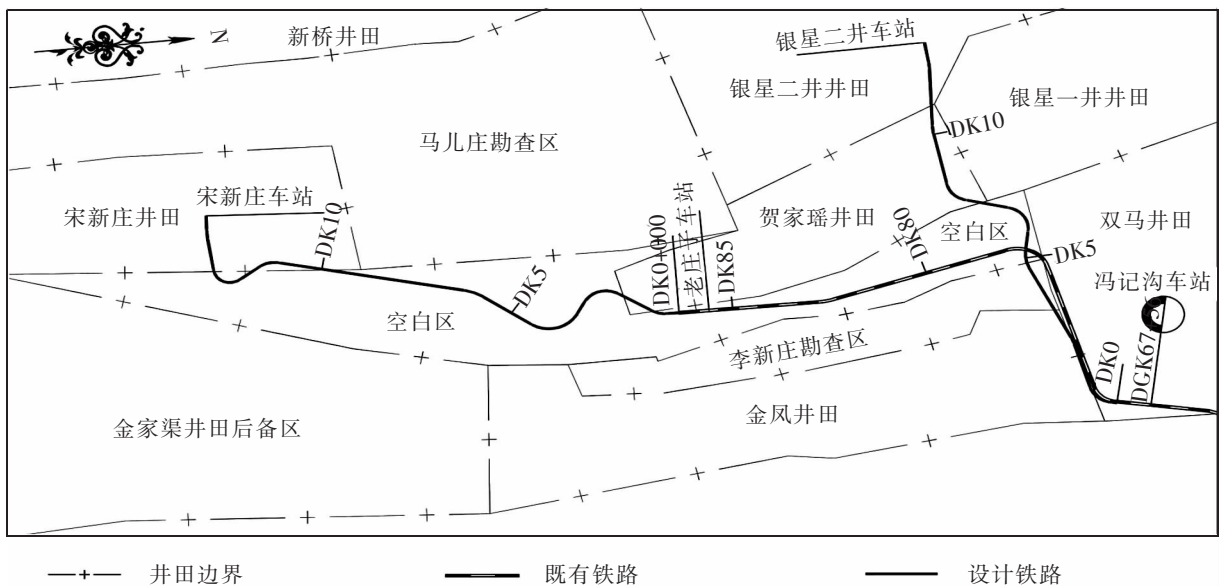 N
新桥井田
银星二井车站
银星二井井田
银星一井井田
DK10
马儿庄勘查区
宋新庄车站
宋新庄井田
DK10
贺家瑶井田
双马井田
DK0+000
老庄子车站
DK85
DK80
空白区
DK5
冯记沟车站
DK5
空白区
李新庄勘查区
DK0
DGK67
金家渠井田后备区
金凤井田
井田边界
既有铁路
设计铁路